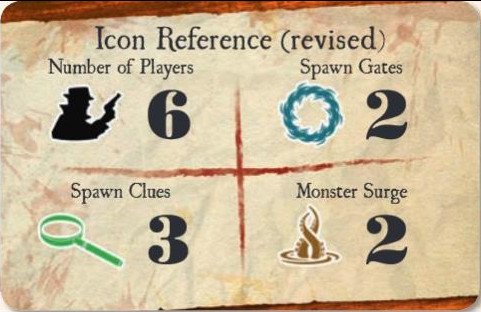 Icon Reference (revised)
Number of Players
6
Spawn Gates
2
Spawn Clues
3
Monster Surge
2